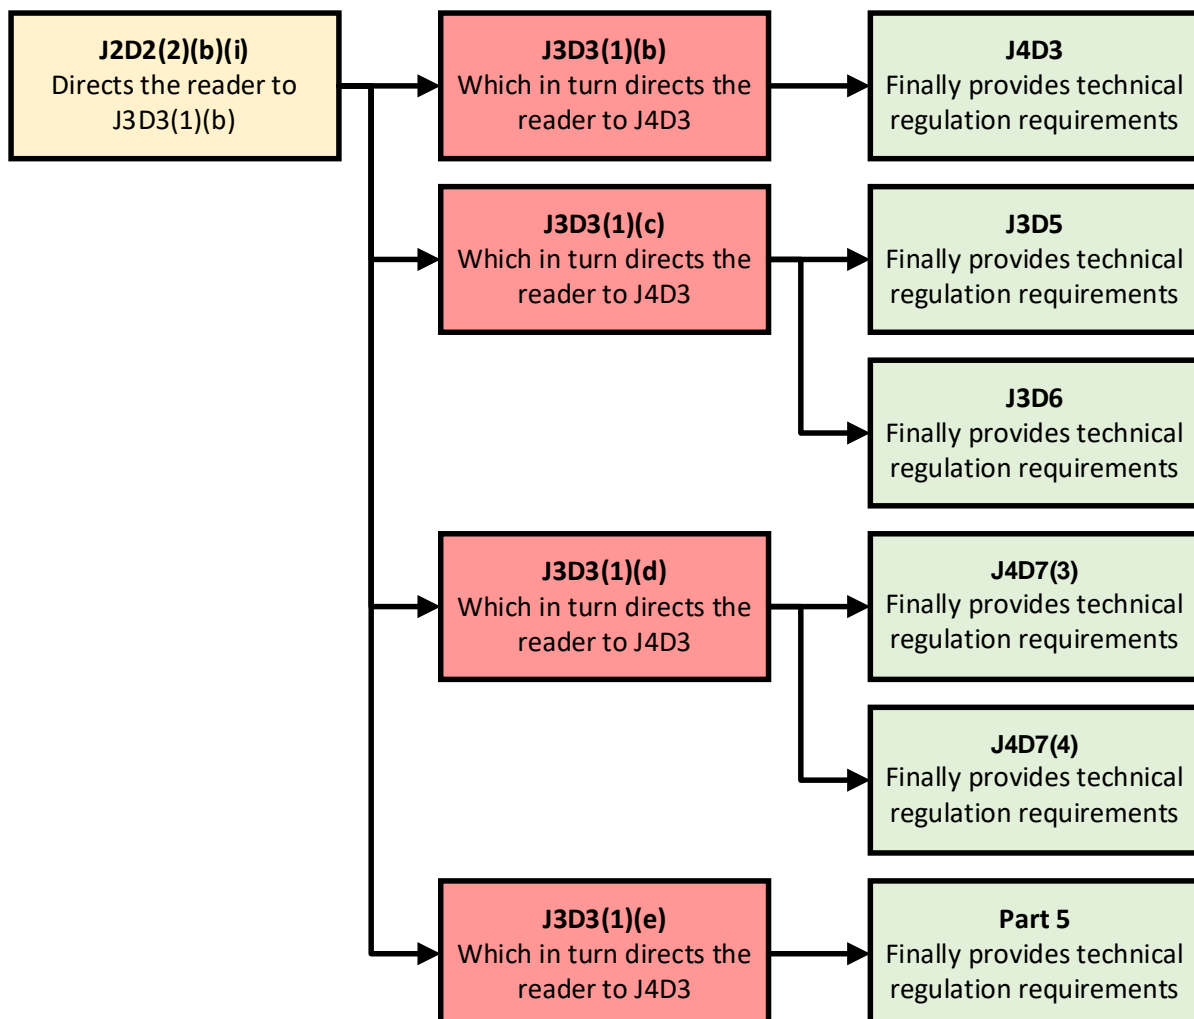 J2D2(2)(b)(i)
Directs the reader to
J3D3(1)(b)
J3D3(1)(b)
Which in turn directs the
reader to J4D3
J4D3
Finally provides technical
regulation requirements
J3D3(1)(c)
Which in turn directs the
reader to J4D3
J3D5
Finally provides technical
regulation requirements
J3D6
Finally provides technical
regulation requirements
J3D3(1)(d)
Which in turn directs the
reader to J4D3
J4D7(3)
Finally provides technical
regulation requirements
J4D7(4)
Finally provides technical
regulation requirements
J3D3(1)(e)
Which in turn directs the
reader to J4D3
Part 5
Finally provides technical
regulation requirements